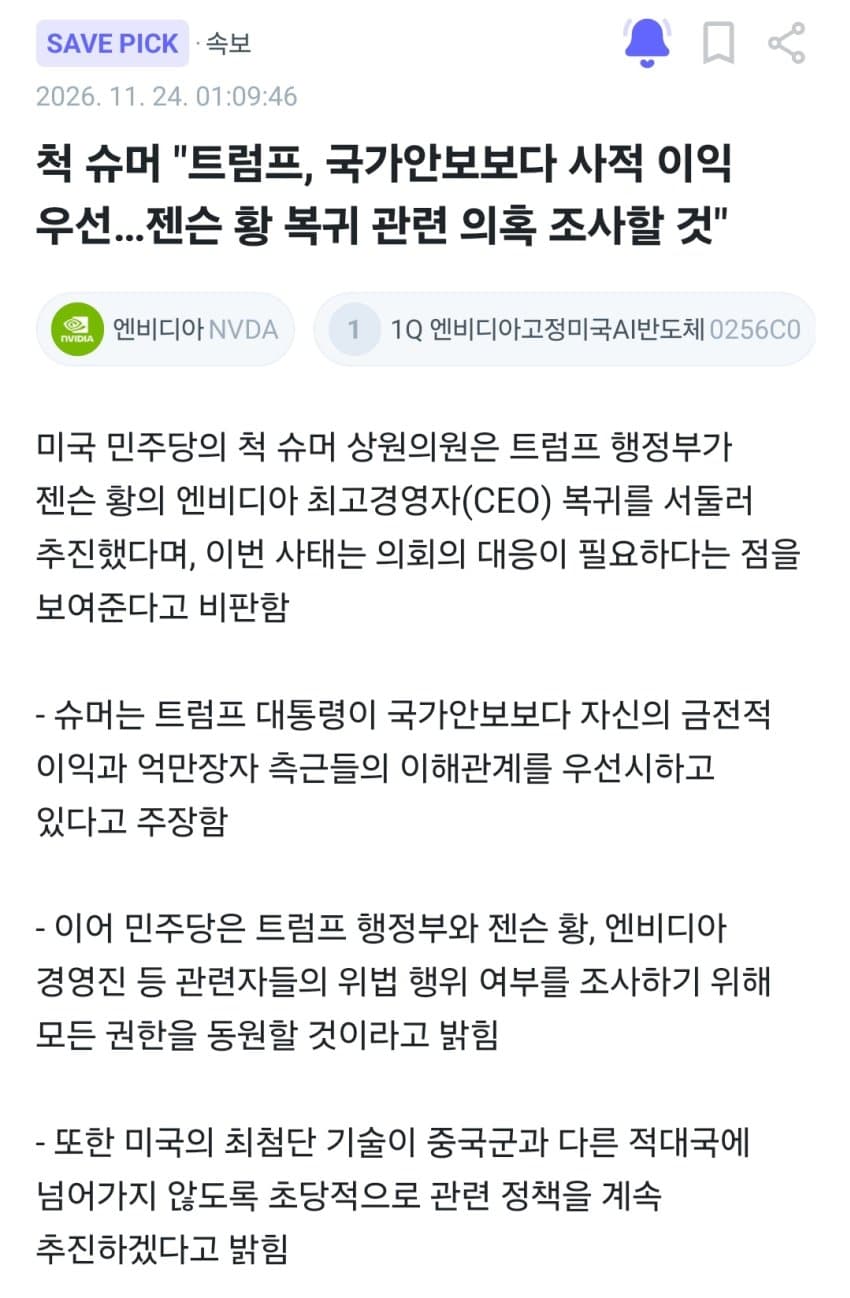 SAVE PICK · 속보
2026. 11. 24. 01:09:46
척 슈머 "트럼프, 국가안보보다 사적 이익
우선...젠슨 황 복귀 관련 의혹 조사할 것"
NVIDIA 엔비디아 NVDA 1 1Q 엔비디아고정미국AI반도체 0256C0
미국 민주당의 척 슈머 상원의원은 트럼프 행정부가
젠슨 황의 엔비디아 최고경영자(CEO) 복귀를 서둘러
추진했다며, 이번 사태는 의회의 대응이 필요하다는 점을
보여준다고 비판함
- 슈머는 트럼프 대통령이 국가안보보다 자신의 금전적
이익과 억만장자 측근들의 이해관계를 우선시하고
있다고 주장함
- 이어 민주당은 트럼프 행정부와 젠슨 황, 엔비디아
경영진 등 관련자들의 위법 행위 여부를 조사하기 위해
모든 권한을 동원할 것이라고 밝힘
- 또한 미국의 최첨단 기술이 중국군과 다른 적대국에
넘어가지 않도록 초당적으로 관련 정책을 계속
추진하겠다고 밝힘